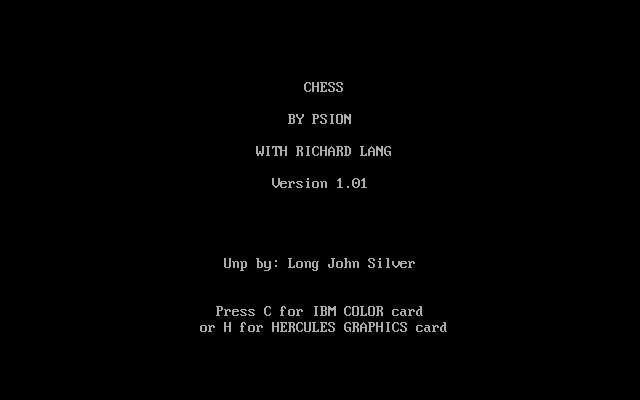 CHESS
BY PSION
WITH RICHARD LANG
Version 1.01
Unp by: Long John Silver
Press C for IBM COLOR card
or H for HERCULES GRAPHICS card